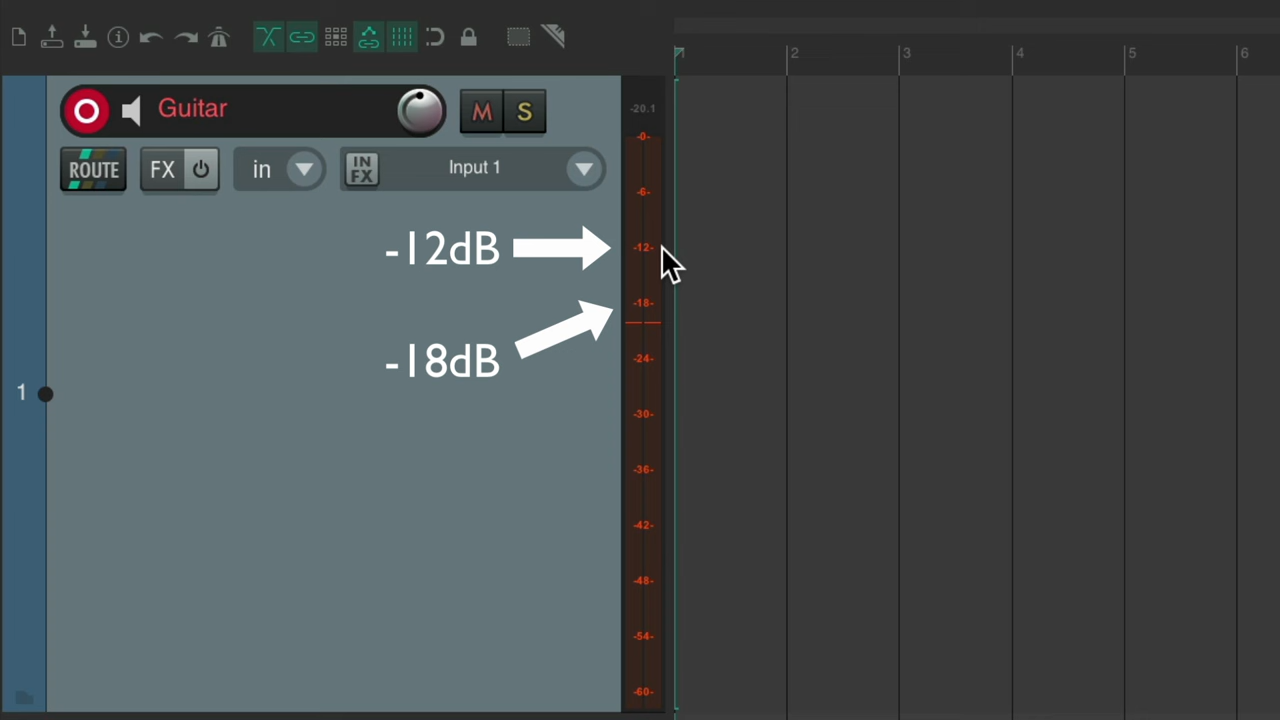 1 2 3 4 5 6
Guitar M S -20.1
-0-
ROUTE FX in IN FX Input 1
-6-
-12dB -12-
-18-
-18dB -24-
1
-30-
-36-
-42-
-48-
-54-
-60-